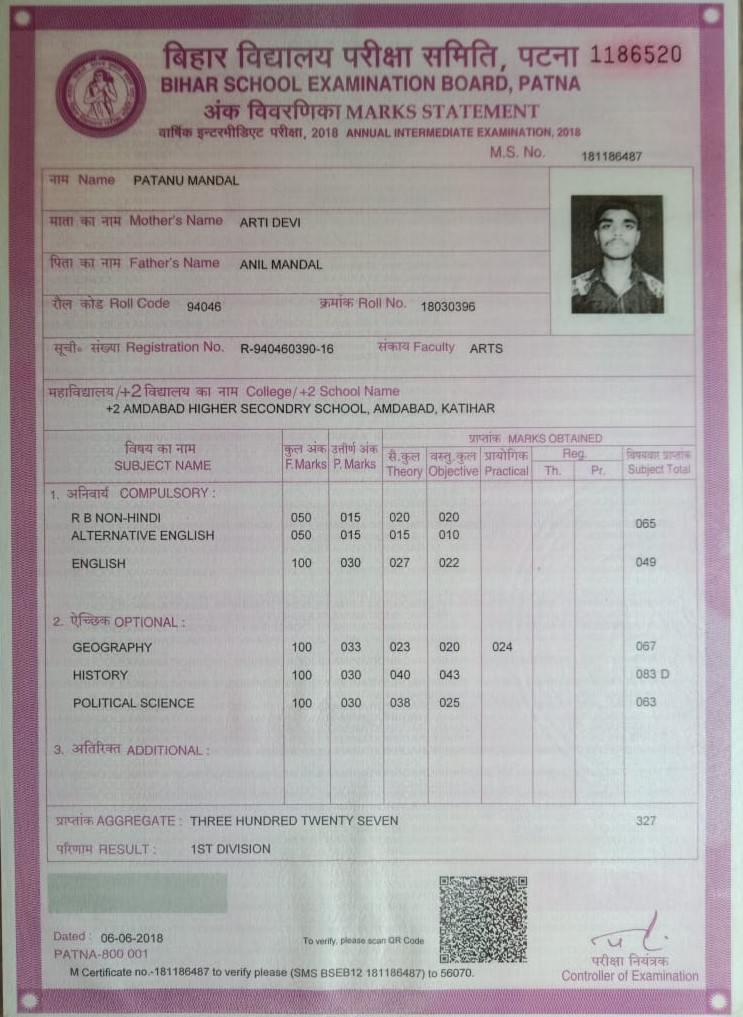 बिहार विद्यालय परीक्षा समिति, पटना 1186520
BIHAR SCHOOL EXAMINATION BOARD, PATNA
अंक विवरणिका MARKS STATEMENT
वार्षिक इन्टरमीडिएट परीक्षा, 2018 ANNUAL INTERMEDIATE EXAMINATION, 2018
M.S. No. 181186487
नाम Name PATANU MANDAL
माता का नाम Mother's Name ARTI DEVI
पिता का नाम Father's Name ANIL MANDAL
रौल कोड Roll Code 94046 क्रमांक Roll No. 18030396
सूची॰ संख्या Registration No. R-940460390-16 संकाय Faculty ARTS
महाविद्यालय/+2 विद्यालय का नाम College/+2 School Name
+2 AMDABAD HIGHER SECONDRY SCHOOL, AMDABAD, KATIHAR
प्राप्तांक MARKS OBTAINED
विषय का नाम कुल अंक उत्तीर्ण अंक सै.कुल वस्तु.कुल प्रायोगिक Reg. विषयवार प्राप्तांक
SUBJECT NAME F.Marks P.Marks Theory Objective Practical Th. Pr. Subject Total
1. अनिवार्य COMPULSORY :
R B NON-HINDI 050 015 020 020 065
ALTERNATIVE ENGLISH 050 015 015 010
ENGLISH 100 030 027 022 049
2. ऐच्छिक OPTIONAL :
GEOGRAPHY 100 033 023 020 024 067
HISTORY 100 030 040 043 083 D
POLITICAL SCIENCE 100 030 038 025 063
3. अतिरिक्त ADDITIONAL :
प्राप्तांक AGGREGATE : THREE HUNDRED TWENTY SEVEN 327
परिणाम RESULT : 1ST DIVISION
Dated : 06-06-2018
To verify, please scan QR Code
PATNA-800 001
परीक्षा नियंत्रक
M Certificate no.-181186487 to verify please (SMS BSEB12 181186487) to 56070.
Controller of Examination